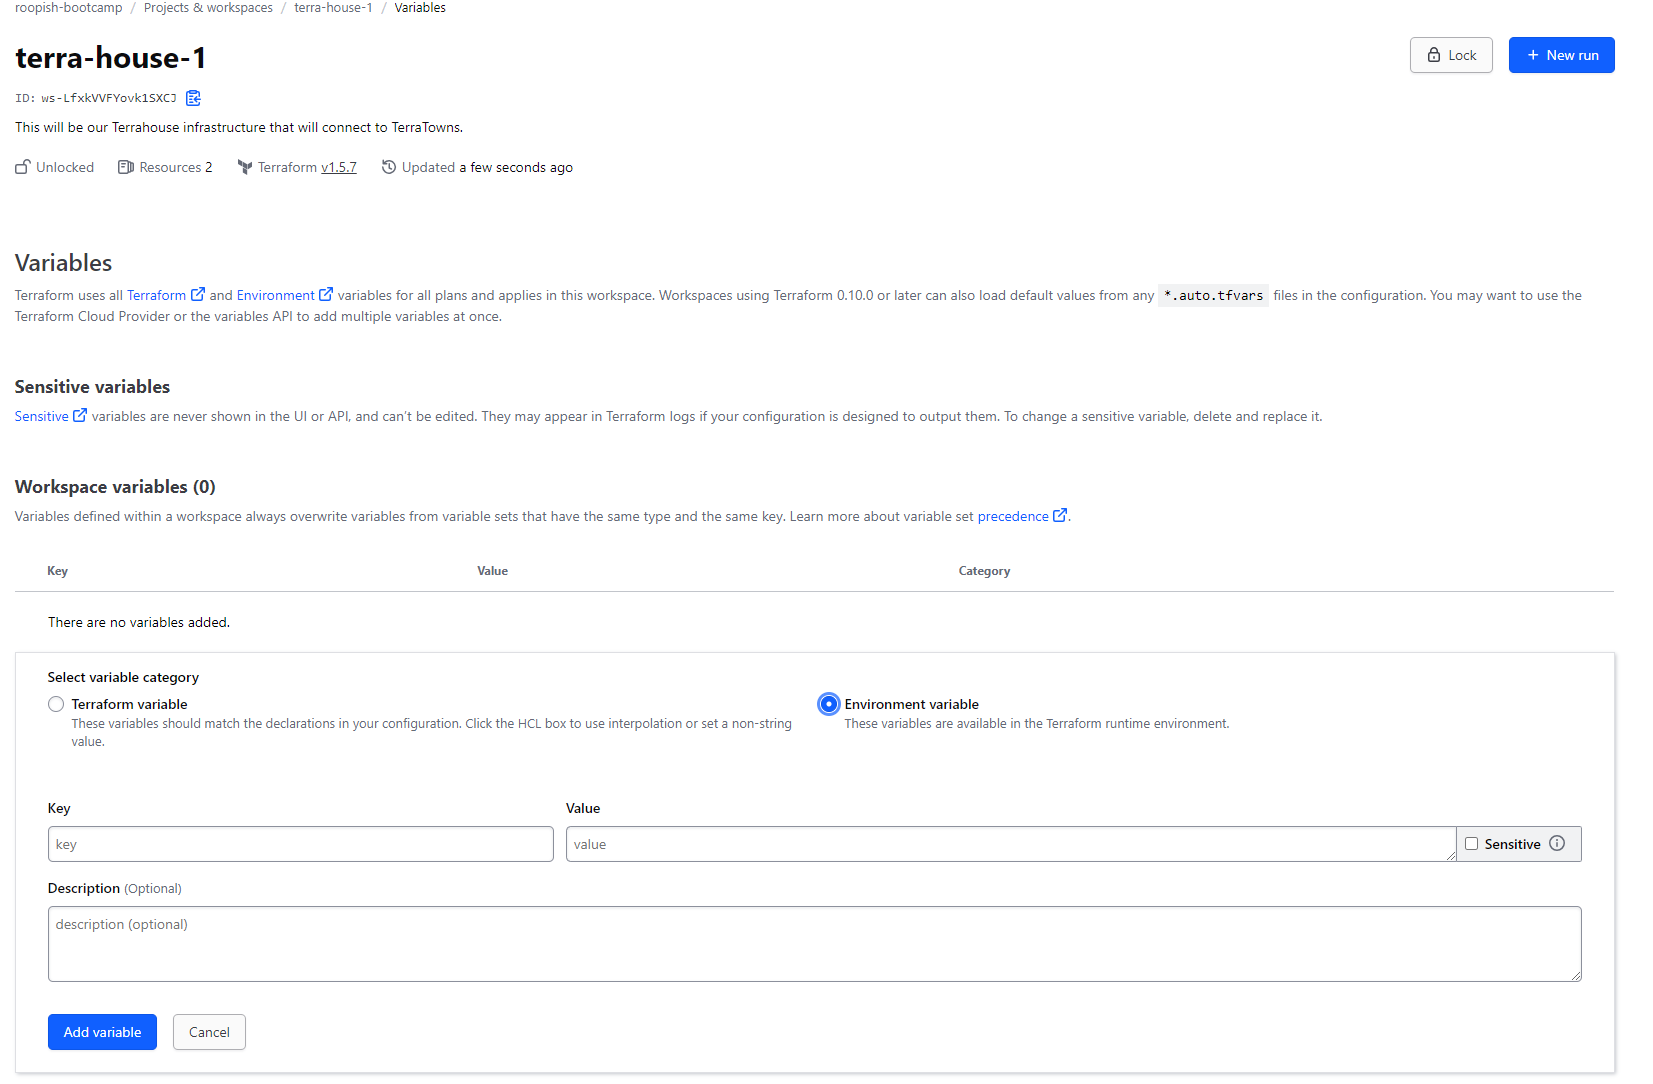 roopish-bootcamp / Projects & workspaces / terra-house-1 / Variables
terra-house-1
Lock
+ New run
ID: ws-LfxkVVFYovk1SXCJ
This will be our Terrahouse infrastructure that will connect to TerraTowns.
Unlocked Resources 2 Terraform v1.5.7 Updated a few seconds ago
Variables
Terraform uses all Terraform and Environment variables for all plans and applies in this workspace. Workspaces using Terraform 0.10.0 or later can also load default values from any *.auto.tfvars files in the configuration. You may want to use the
Terraform Cloud Provider or the variables API to add multiple variables at once.
Sensitive variables
Sensitive variables are never shown in the UI or API, and can't be edited. They may appear in Terraform logs if your configuration is designed to output them. To change a sensitive variable, delete and replace it.
Workspace variables (0)
Variables defined within a workspace always overwrite variables from variable sets that have the same type and the same key. Learn more about variable set precedence.
Key Value Category
There are no variables added.
Select variable category
Terraform variable
These variables should match the declarations in your configuration. Click the HCL box to use interpolation or set a non-string
value.
Environment variable
These variables are available in the Terraform runtime environment.
Key Value
key value Sensitive
Description (Optional)
description (optional)
Add variable Cancel